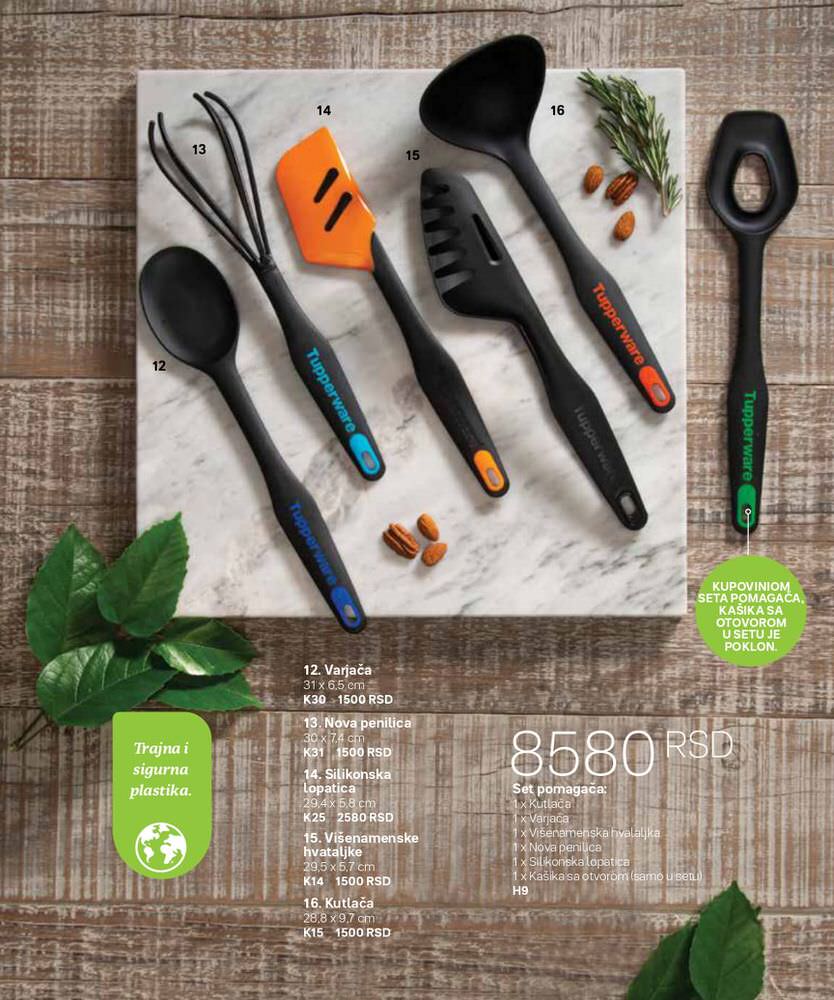 14
16
13
15
12
Tupperware
Tupperware
Tupperware
Tupperware
Tupperware
KUPOVINIOM
SETA POMAGAČA,
KAŠIKA SA
OTOVOROM
U SETU JE
POKLON.
12. Varjača
31 x 6,5 cm
K30 1500 RSD
13. Nova penilica
30 x 7,4 cm
K31 1500 RSD
14. Silikonska
lopatica
29,4 x 5,8 cm
K25 2580 RSD
15. Višenamenske
hvataljke
29,5 x 5,7 cm
K14 1500 RSD
16. Kutlača
28,8 x 9,7 cm
K15 1500 RSD
Trajna i
sigurna
plastika.
8580 RSD
Set pomagača:
1 x Kutlača
1 x Varjača
1 x Višenamenska hvalaljka
1 x Nova penilica
1 x Silikonska lopatica
1 x Kašika sa otvorom (samo u setu)
H9